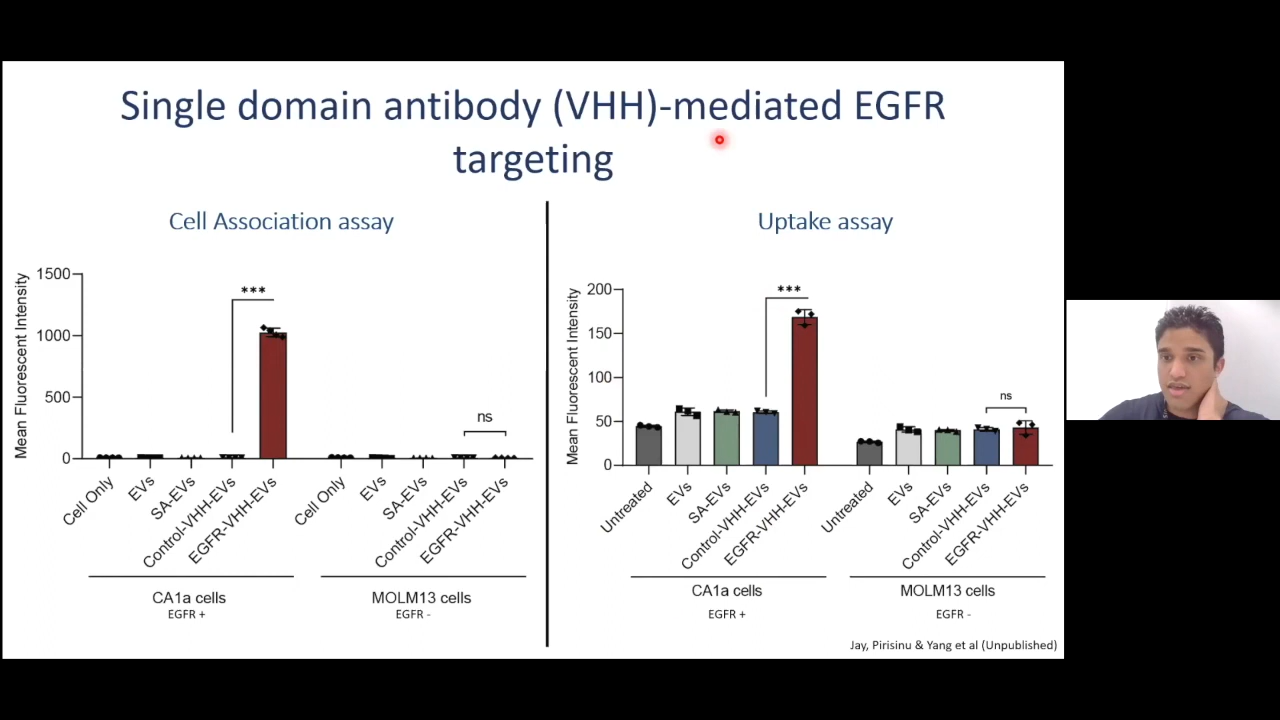 Single domain antibody (VHH)-mediated EGFR
targeting
Cell Association assay
Mean Fluorescent Intensity
1500
1000
500
0
***
ns
Cell Only
EVs
SA-EVs
Control-VHH-EVs
EGFR-VHH-EVs
Cell Only
EVs
SA-EVs
Control-VHH-EVs
EGFR-VHH-EVs
CA1a cells
EGFR +
MOLM13 cells
EGFR -
Uptake assay
Mean Fluorescent Intensity
200
150
100
50
0
***
ns
Untreated
EVs
SA-EVs
Control-VHH-EVs
EGFR-VHH-EVs
Untreated
EVs
SA-EVs
Control-VHH-EVs
EGFR-VHH-EVs
CA1a cells
EGFR +
MOLM13 cells
EGFR -
Jay, Pirisinu & Yang et al (Unpublished)